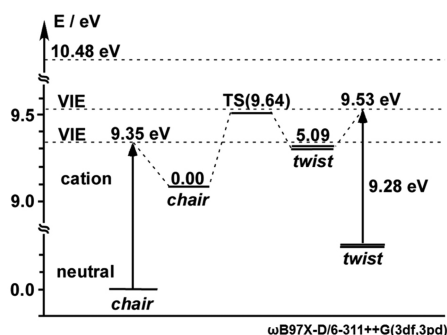 E / eV
10.48 eV
TS(9.64)
VIE
9.53 eV
9.5
VIE
9.35 eV
5.09
twist
0.00
cation
chair
9.28 eV
9.0
neutral
twist
0.0
chair
ωB97X-D/6-311++G(3df,3pd)